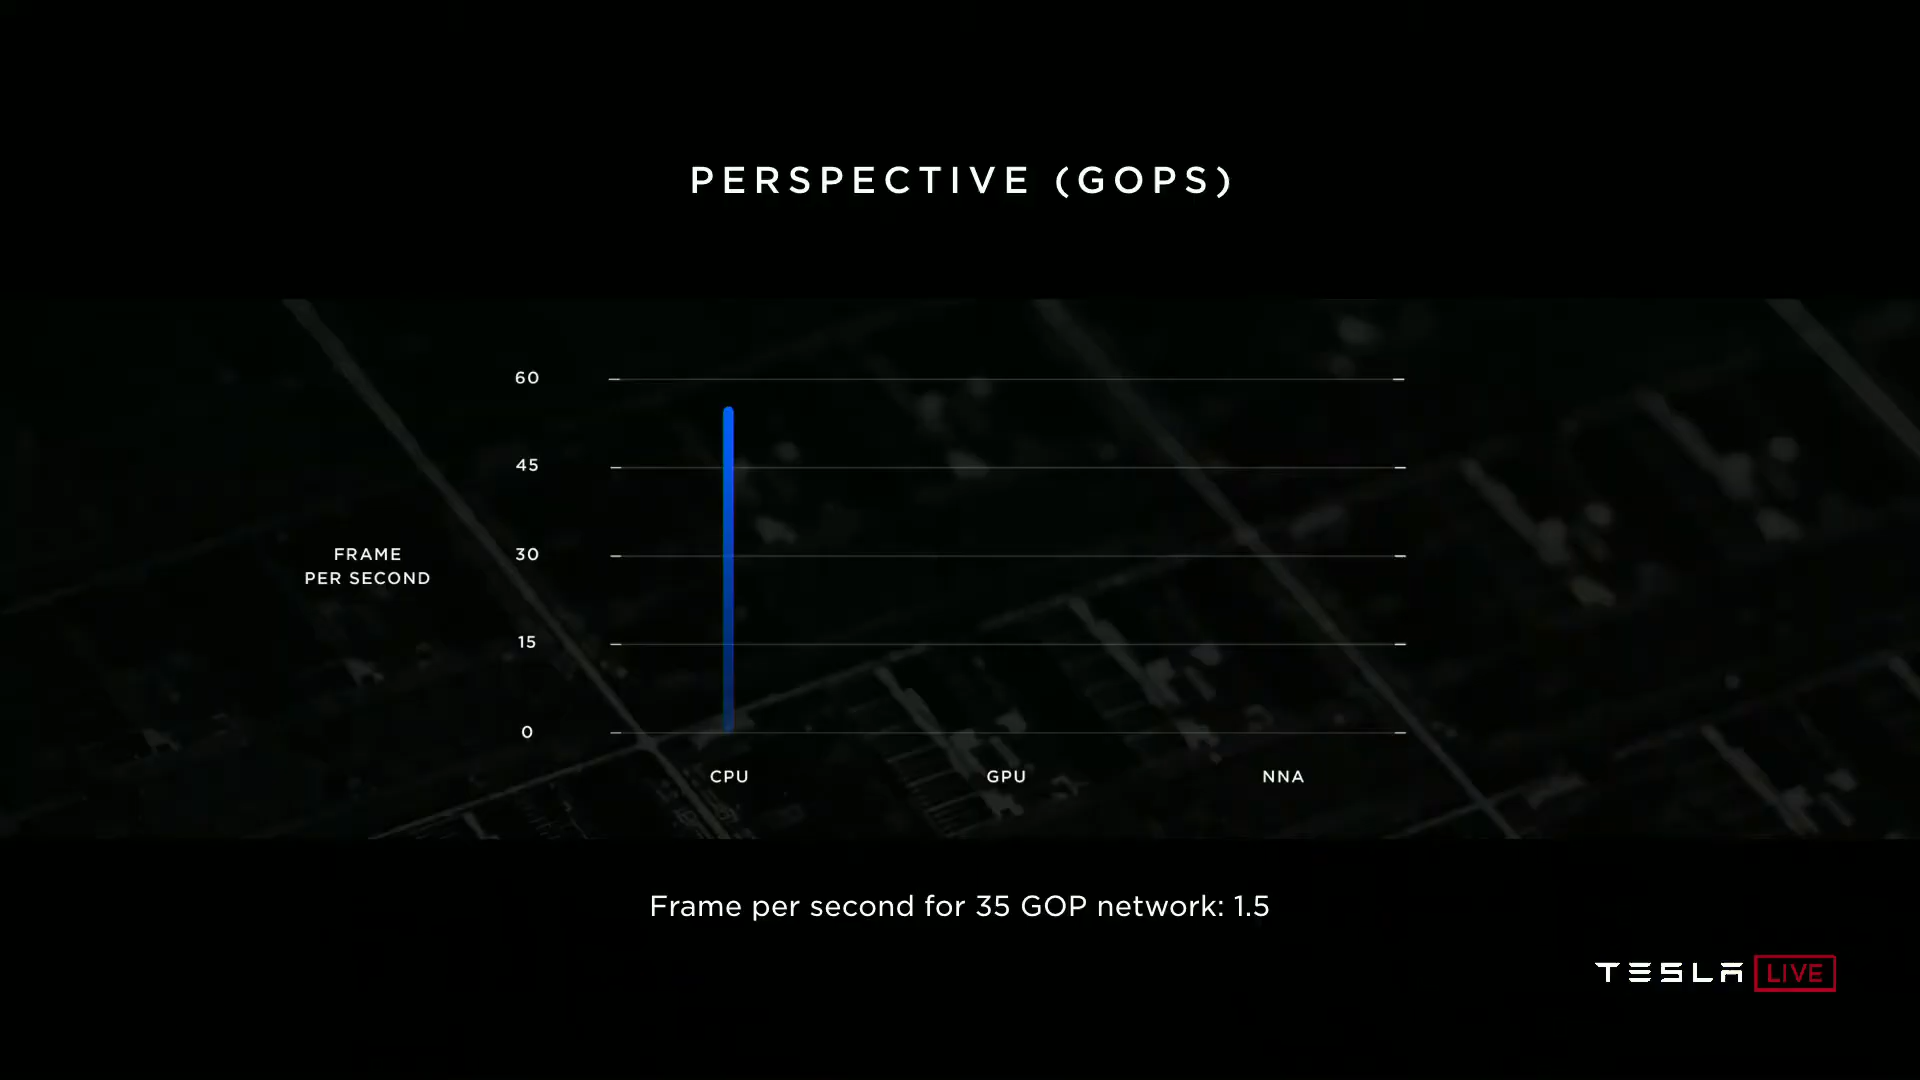 PERSPECTIVE (GOPS)
60
45
FRAME
PER SECOND
30
15
0
CPU
GPU
NNA
Frame per second for 35 GOP network: 1.5
TESLA LIVE